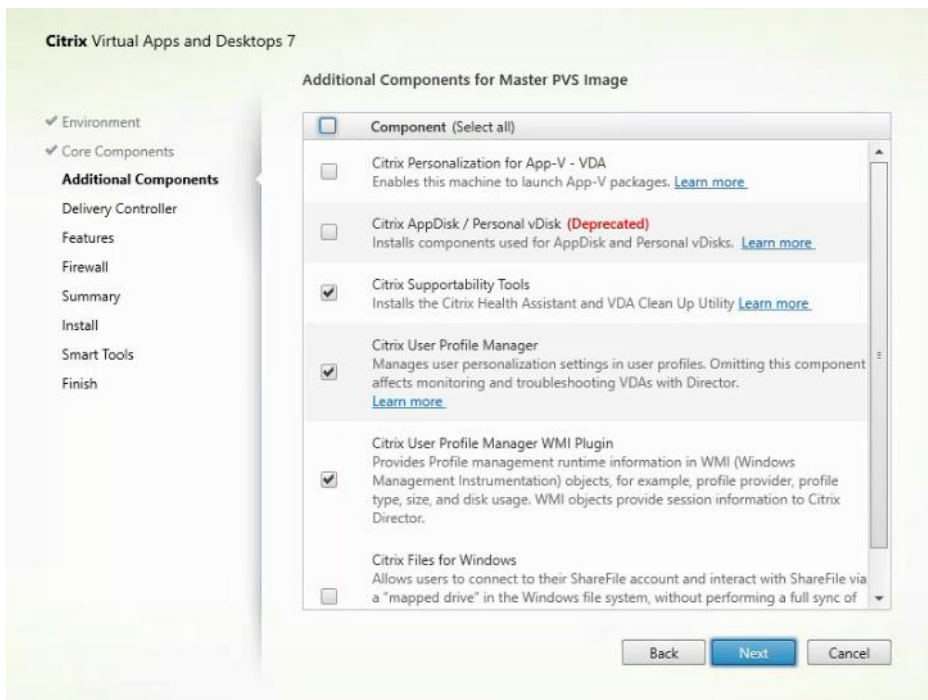 Citrix Virtual Apps and Desktops 7
Additional Components for Master PVS Image
Environment
Core Components
Additional Components
Delivery Controller
Features
Firewall
Summary
Install
Smart Tools
Finish
Component (Select all)
Citrix Personalization for App-V - VDA
Enables this machine to launch App-V packages. Learn more
Citrix AppDisk / Personal vDisk (Deprecated)
Installs components used for AppDisk and Personal vDisks. Learn more
Citrix Supportability Tools
Installs the Citrix Health Assistant and VDA Clean Up Utility Learn more
Citrix User Profile Manager
Manages user personalization settings in user profiles. Omitting this component
affects monitoring and troubleshooting VDAs with Director.
Learn more
Citrix User Profile Manager WMI Plugin
Provides Profile management runtime information in WMI (Windows
Management Instrumentation) objects, for example, profile provider, profile
type, size, and disk usage. WMI objects provide session information to Citrix
Director.
Citrix Files for Windows
Allows users to connect to their ShareFile account and interact with ShareFile via
a "mapped drive" in the Windows file system, without performing a full sync of
Back
Next
Cancel